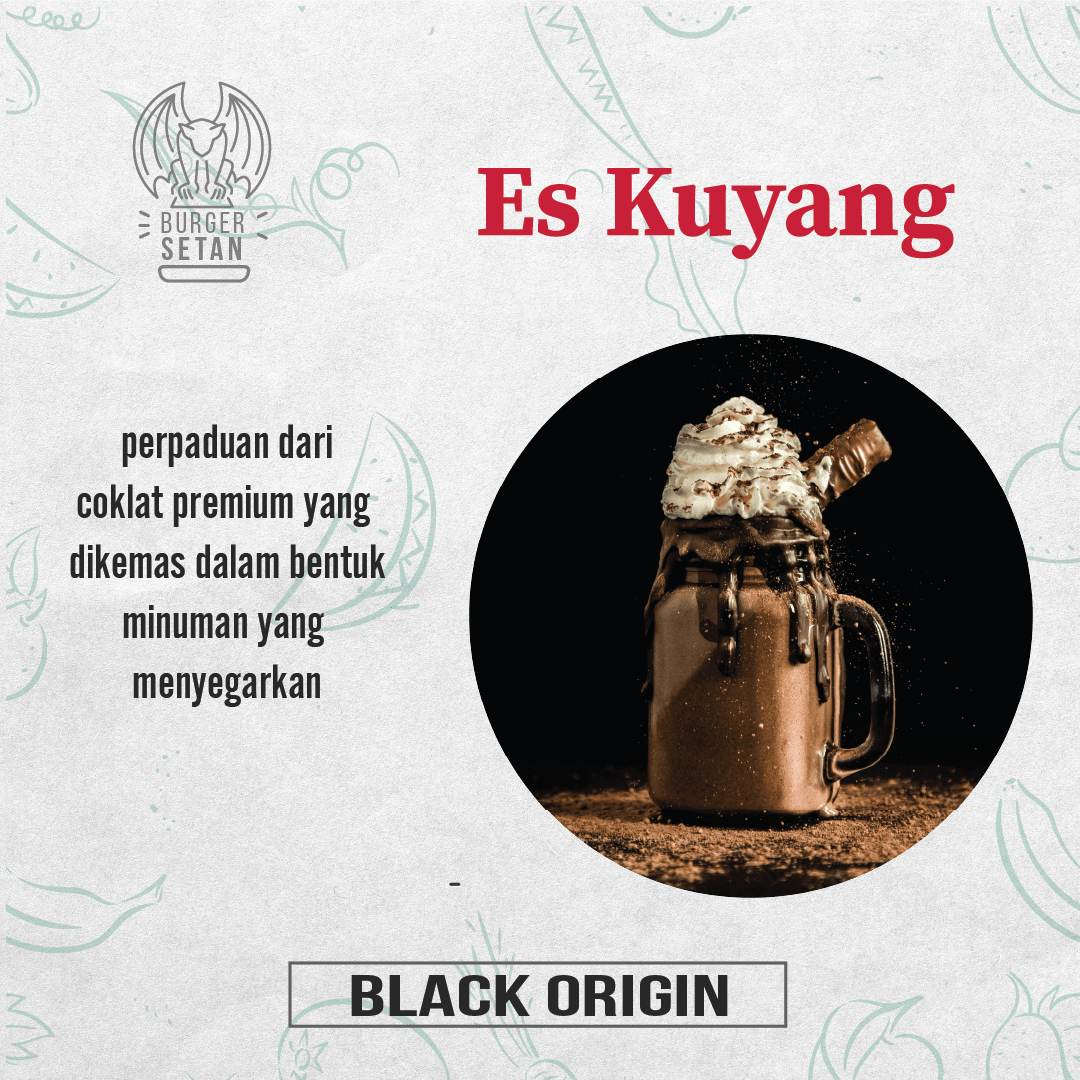 BURGER
SETAN
Es Kuyang
perpaduan dari
coklat premium yang
dikemas dalam bentuk
minuman yang
menyegarkan
-
BLACK ORIGIN